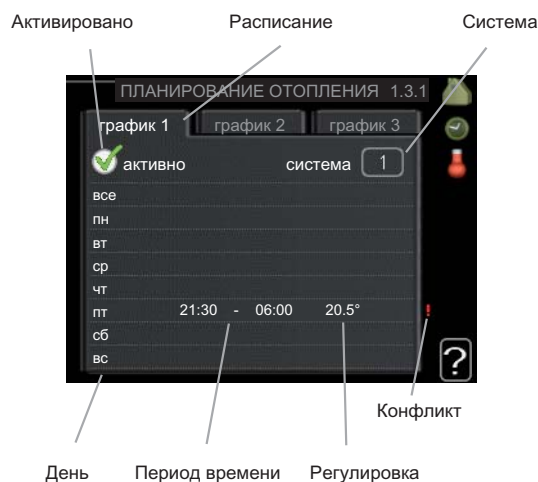 Активировано Расписание Система
ПЛАНИРОВАНИЕ ОТОПЛЕНИЯ 1.3.1
график 1 график 2 график 3
активно система 1
все
пн
вт
ср
чт
пт 21:30 - 06:00 20.5° !
сб
вс
?
Конфликт
День Период времени Регулировка